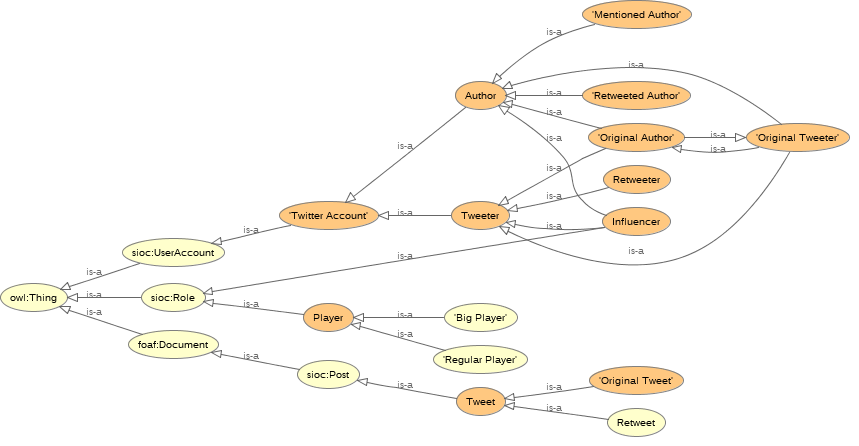 'Mentioned Author'
is-a
is-a
Author
is-a
'Retweeted Author'
is-a
'Original Author'
is-a
'Original Tweeter'
is-a
is-a
is-a
is-a
Retweeter
is-a
'Twitter Account'
is-a
Tweeter
is-a
Influencer
is-a
sioc:UserAccount
is-a
is-a
is-a
owl:Thing
is-a
sioc:Role
is-a
is-a
Player
is-a
'Big Player'
is-a
foaf:Document
is-a
'Regular Player'
sioc:Post
is-a
'Original Tweet'
is-a
Tweet
is-a
Retweet